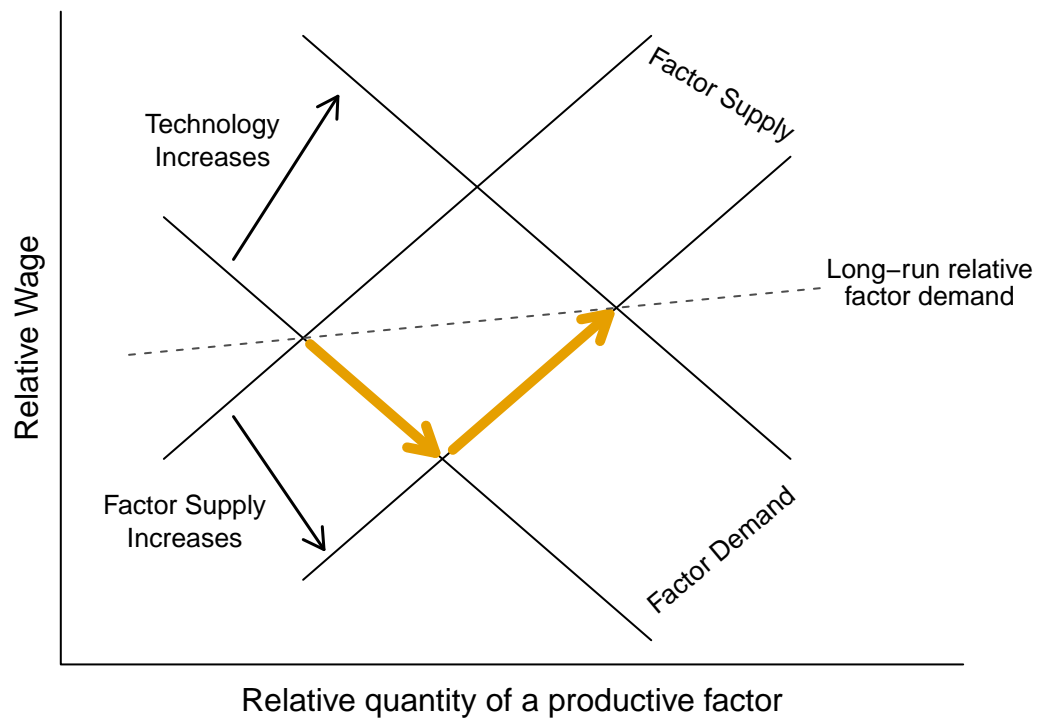 Factor Supply
Technology
Increases
Long−run relative
factor demand
Relative Wage
Factor Supply
Increases
Factor Demand
Relative quantity of a productive factor